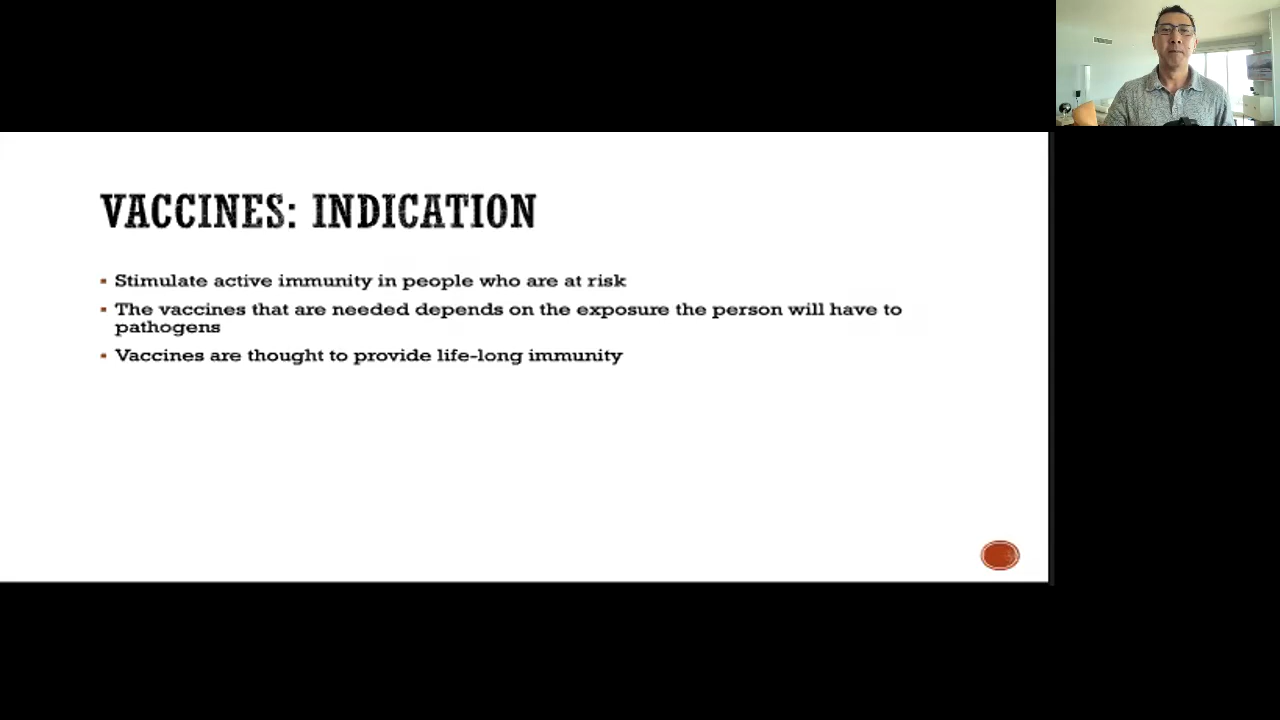 VACCINES: INDICATION
▪ Stimulate active immunity in people who are at risk
▪ The vaccines that are needed depends on the exposure the person will have to
pathogens
▪ Vaccines are thought to provide life-long immunity